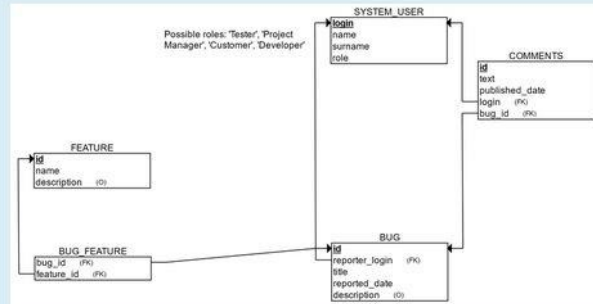 SYSTEM_USER
login
name
surname
role
Possible roles: 'Tester', 'Project
Manager', 'Customer', 'Developer'
COMMENTS
id
text
published_date
login (FK)
bug_id (FK)
FEATURE
id
name
description (O)
BUG_FEATURE
bug_id (FK)
feature_id (FK)
BUG
id
reporter_login (FK)
title
reported_date
description (O)